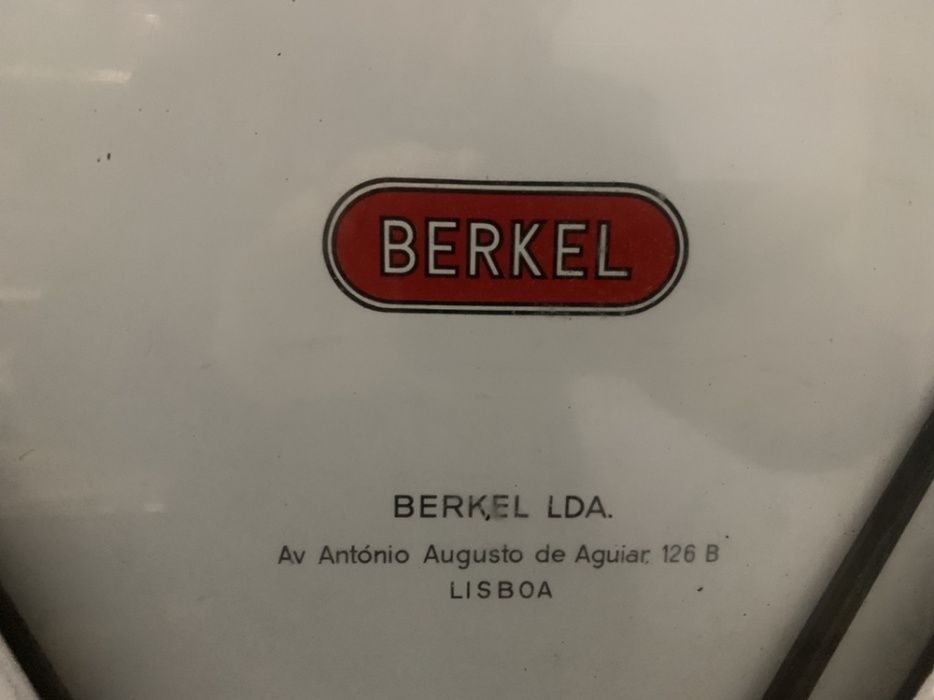 BERKEL
BERKEL LDA.
Av António Augusto de Aguiar, 126 B
LISBOA